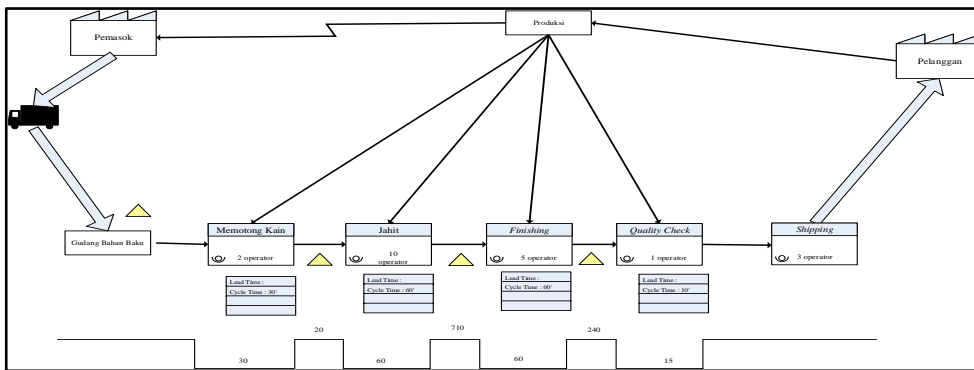 Pemasok
Produksi
Pelanggan
Gudang Bahan Baku
Memotong Kain
2 operator
Lead Time :
Cycle Time : 30'
Jahit
10
operator
Lead Time :
Cycle Time : 60'
Finishing
5 operator
Lead Time :
Cycle Time : 60'
Quality Check
1 operator
Lead Time :
Cycle Time : 10'
Shipping
3 operator
20
710
240
30
60
60
15